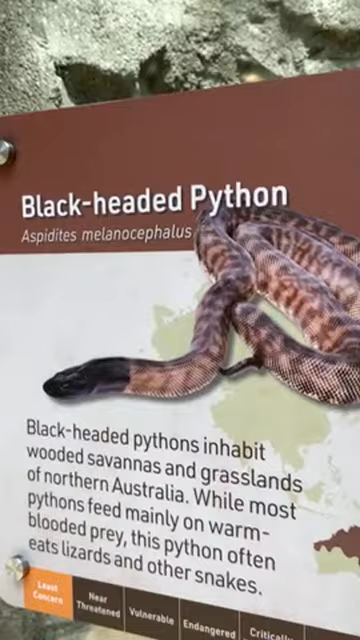 Black-headed Python
Aspidites melanocephalus
Black-headed pythons inhabit
wooded savannas and grasslands
of northern Australia. While most
pythons feed mainly on warm-
blooded prey, this python often
eats lizards and other snakes.
Least
Concern
Near
Threatened
Vulnerable
Endangered
Critically